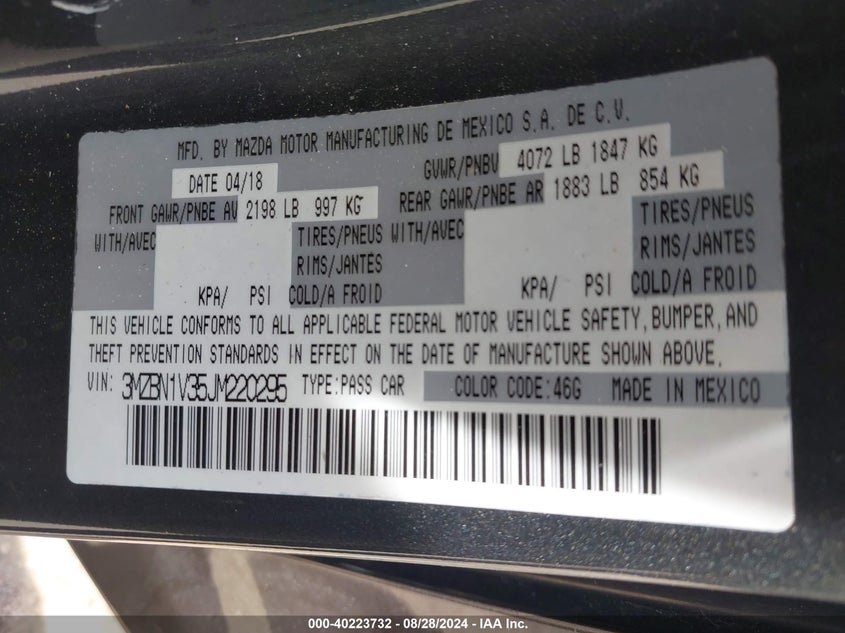 MFD. BY MAZDA MOTOR MANUFACTURING DE MEXICO S.A. DE C.V.
DATE 04/18 GVWR/PNBV 4072 LB 1847 KG
FRONT GAWR/PNBE AV 2198 LB 997 KG REAR GAWR/PNBE AR 1883 LB 854 KG
WITH/AVEC TIRES/PNEUS WITH/AVEC TIRES/PNEUS
RIMS/JANTES RIMS/JANTES
KPA/ PSI COLD/A FROID KPA/ PSI COLD/A FROID
THIS VEHICLE CONFORMS TO ALL APPLICABLE FEDERAL MOTOR VEHICLE SAFETY, BUMPER, AND
THEFT PREVENTION STANDARDS IN EFFECT ON THE DATE OF MANUFACTURE SHOWN ABOVE.
VIN: 3MZBN1V35JM220295 TYPE:PASS CAR COLOR CODE:46G MADE IN MEXICO
000-40223732 - 08/28/2024 - IAA Inc.